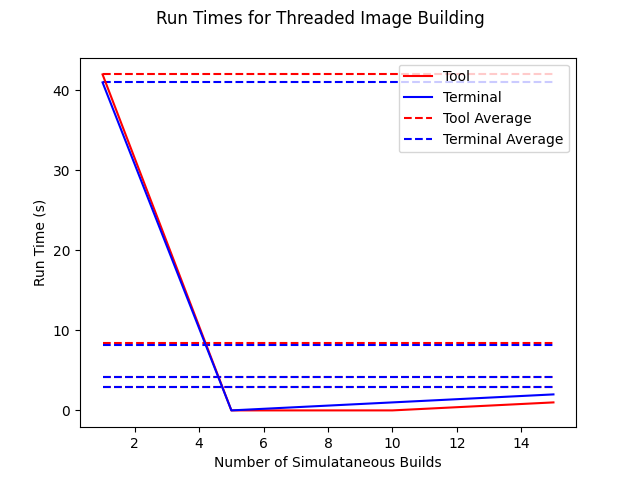 Run Times for Threaded Image Building
Tool
Terminal
Tool Average
Terminal Average
Run Time (s)
40
30
20
10
0
2 4 6 8 10 12 14
Number of Simulataneous Builds